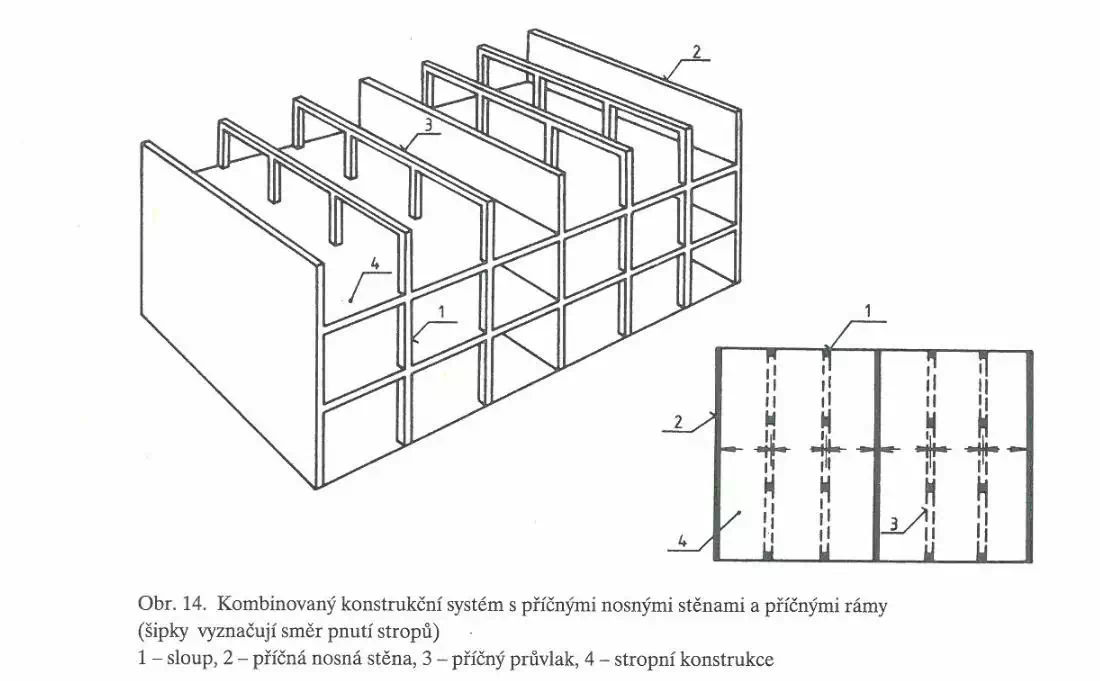 2
3
4
1
1
2
3
4
Obr. 14. Kombinovaný konstrukční systém s příčnými nosnými stěnami a příčnými rámy
(šipky vyznačují směr pnutí stropů)
1 – sloup, 2 – příčná nosná stěna, 3 – příčný průvlak, 4 – stropní konstrukce